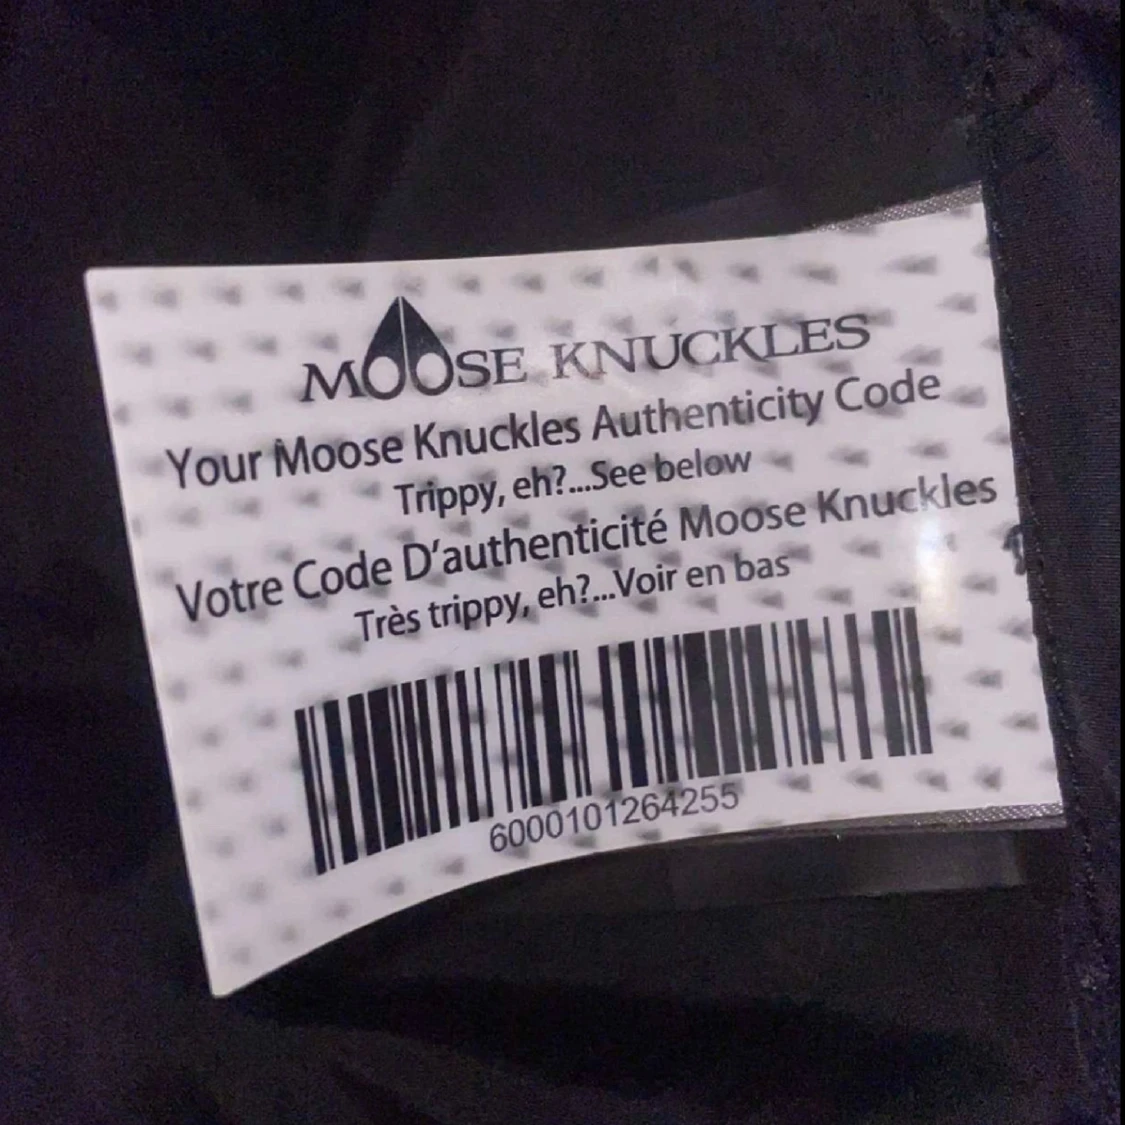 MOOSE KNUCKLES
Your Moose Knuckles Authenticity Code
Trippy, eh?...See below
Votre Code D'authenticité Moose Knuckles
Très trippy, eh?...Voir en bas
6000101264255